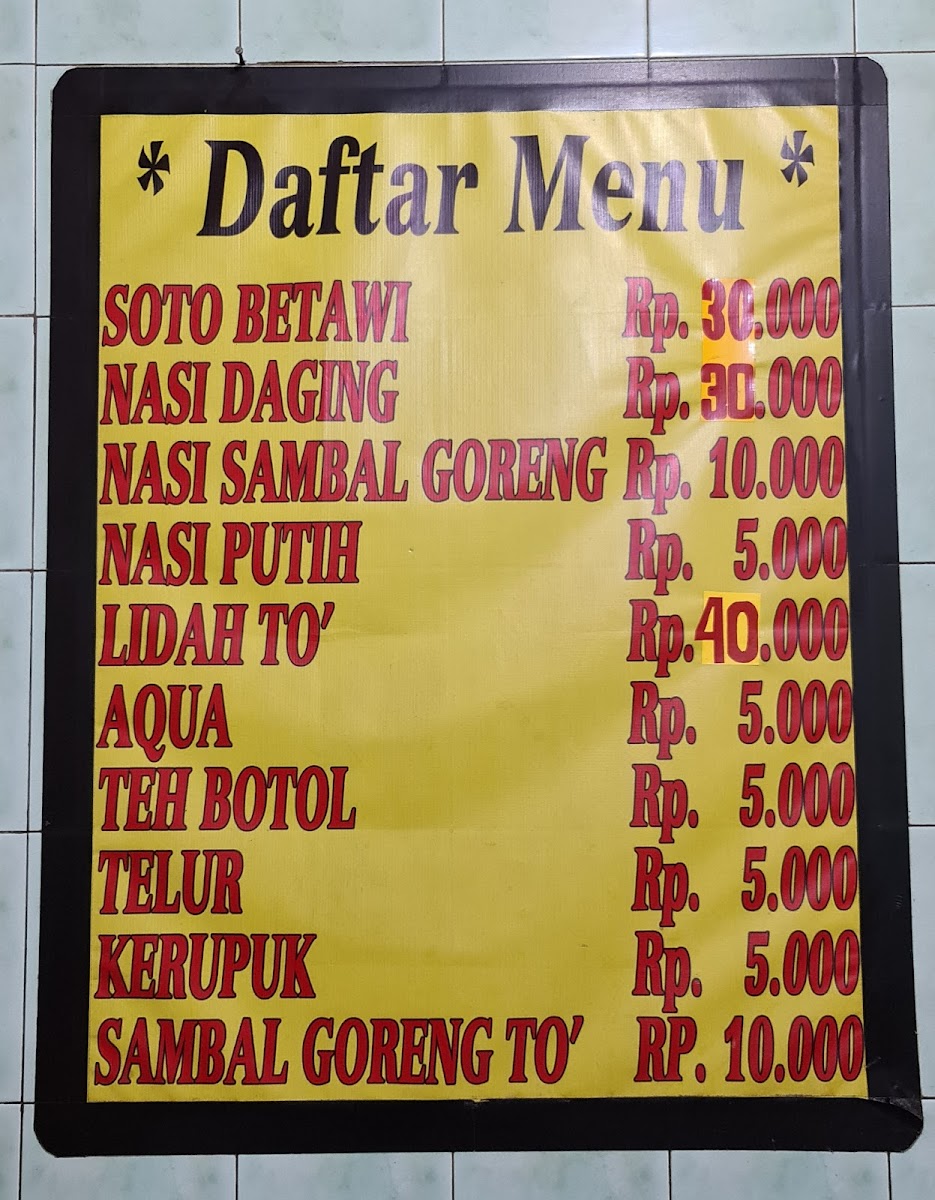 * Daftar Menu *
SOTO BETAWI Rp. 30.000
NASI DAGING Rp. 30.000
NASI SAMBAL GORENG Rp. 10.000
NASI PUTIH Rp. 5.000
LIDAH TO' Rp. 40.000
AQUA Rp. 5.000
TEH BOTOL Rp. 5.000
TELUR Rp. 5.000
KERUPUK Rp. 5.000
SAMBAL GORENG TO' RP. 10.000